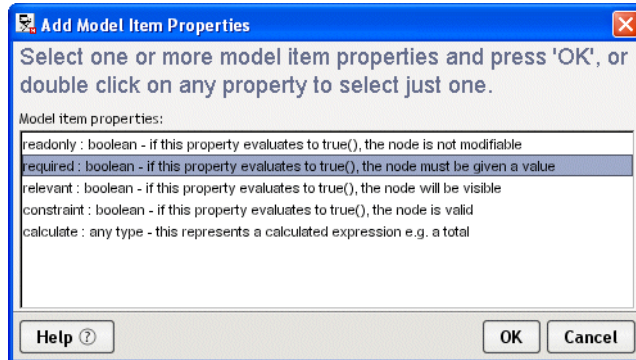 Add Model Item Properties
Select one or more model item properties and press 'OK', or
double click on any property to select just one.
Model item properties:
readonly : boolean - if this property evaluates to true(), the node is not modifiable
required : boolean - if this property evaluates to true(), the node must be given a value
relevant : boolean - if this property evaluates to true(), the node will be visible
constraint : boolean - if this property evaluates to true(), the node is valid
calculate : any type - this represents a calculated expression e.g. a total
Help ?
OK
Cancel